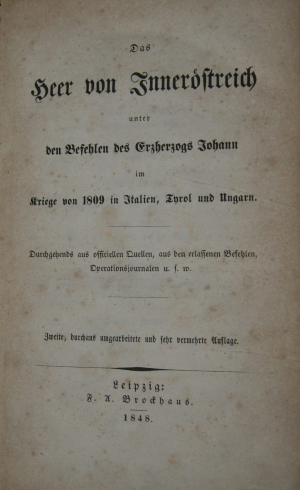 Das
Heer von Inneröstreich
unter
den Befehlen des Erzherzogs Johann
im
Kriege von 1809 in Italien, Tyrol und Ungarn.
Durchgehends aus officiellen Quellen, aus den erlassenen Befehlen,
Operationsjournalen u. s. w.
Zweite, durchaus umgearbeitete und sehr vermehrte Auflage.
Leipzig:
F. A. Brockhaus.
1848.